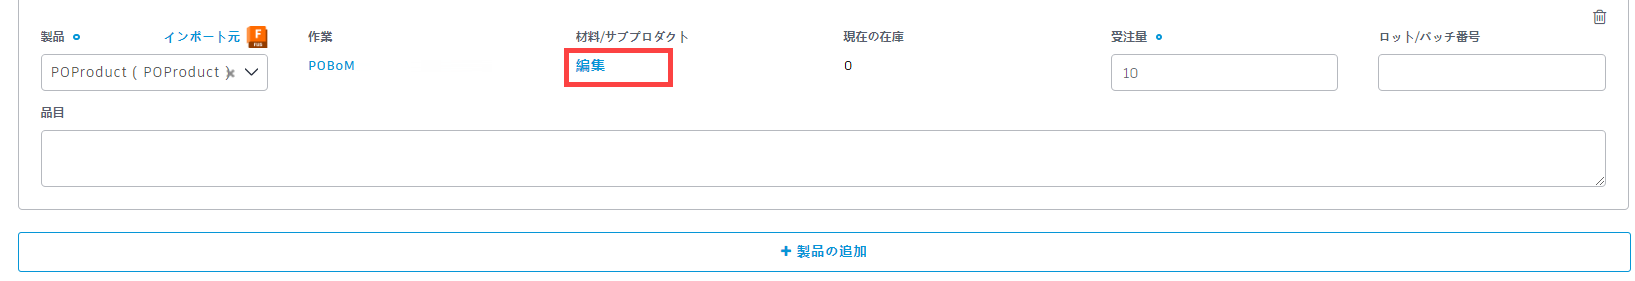 製品 インポート元 作業 材料/サブプロダクト 現在の在庫 受注量 ロット/バッチ番号
POProduct ( POProduct ) POBoM 編集 0 10
品目
+ 製品の追加